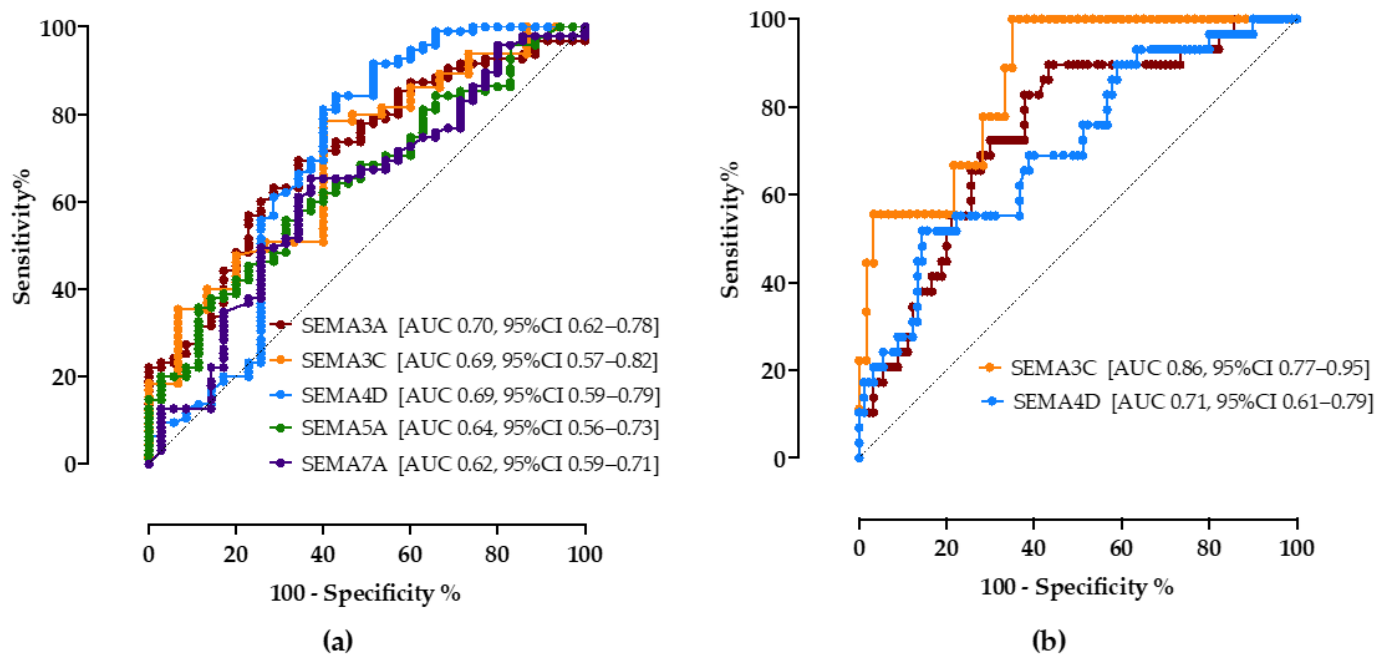 100
80
60
40
20
0
Sensitivity%
SEMA3A [AUC 0.70, 95%CI 0.62–0.78]
SEMA3C [AUC 0.69, 95%CI 0.57–0.82]
SEMA4D [AUC 0.69, 95%CI 0.59–0.79]
SEMA5A [AUC 0.64, 95%CI 0.56–0.73]
SEMA7A [AUC 0.62, 95%CI 0.59–0.71]
0 20 40 60 80 100
100 - Specificity %
(a)
100
80
60
40
20
0
Sensitivity%
SEMA3C [AUC 0.86, 95%CI 0.77–0.95]
SEMA4D [AUC 0.71, 95%CI 0.61–0.79]
0 20 40 60 80 100
100 - Specificity %
(b)